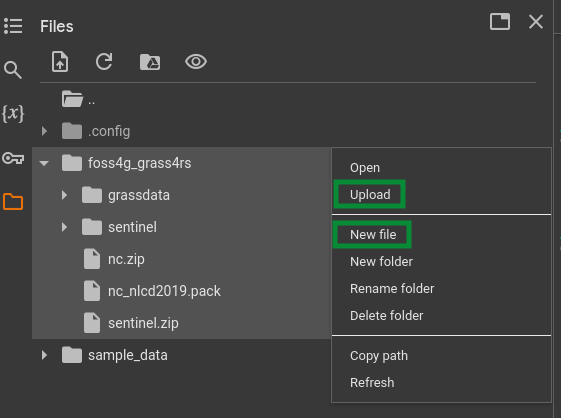 Files
{x}
..
.config
foss4g_grass4rs
grassdata
sentinel
nc.zip
nc_nlcd2019.pack
sentinel.zip
sample_data
Open
Upload
New file
New folder
Rename folder
Delete folder
Copy path
Refresh